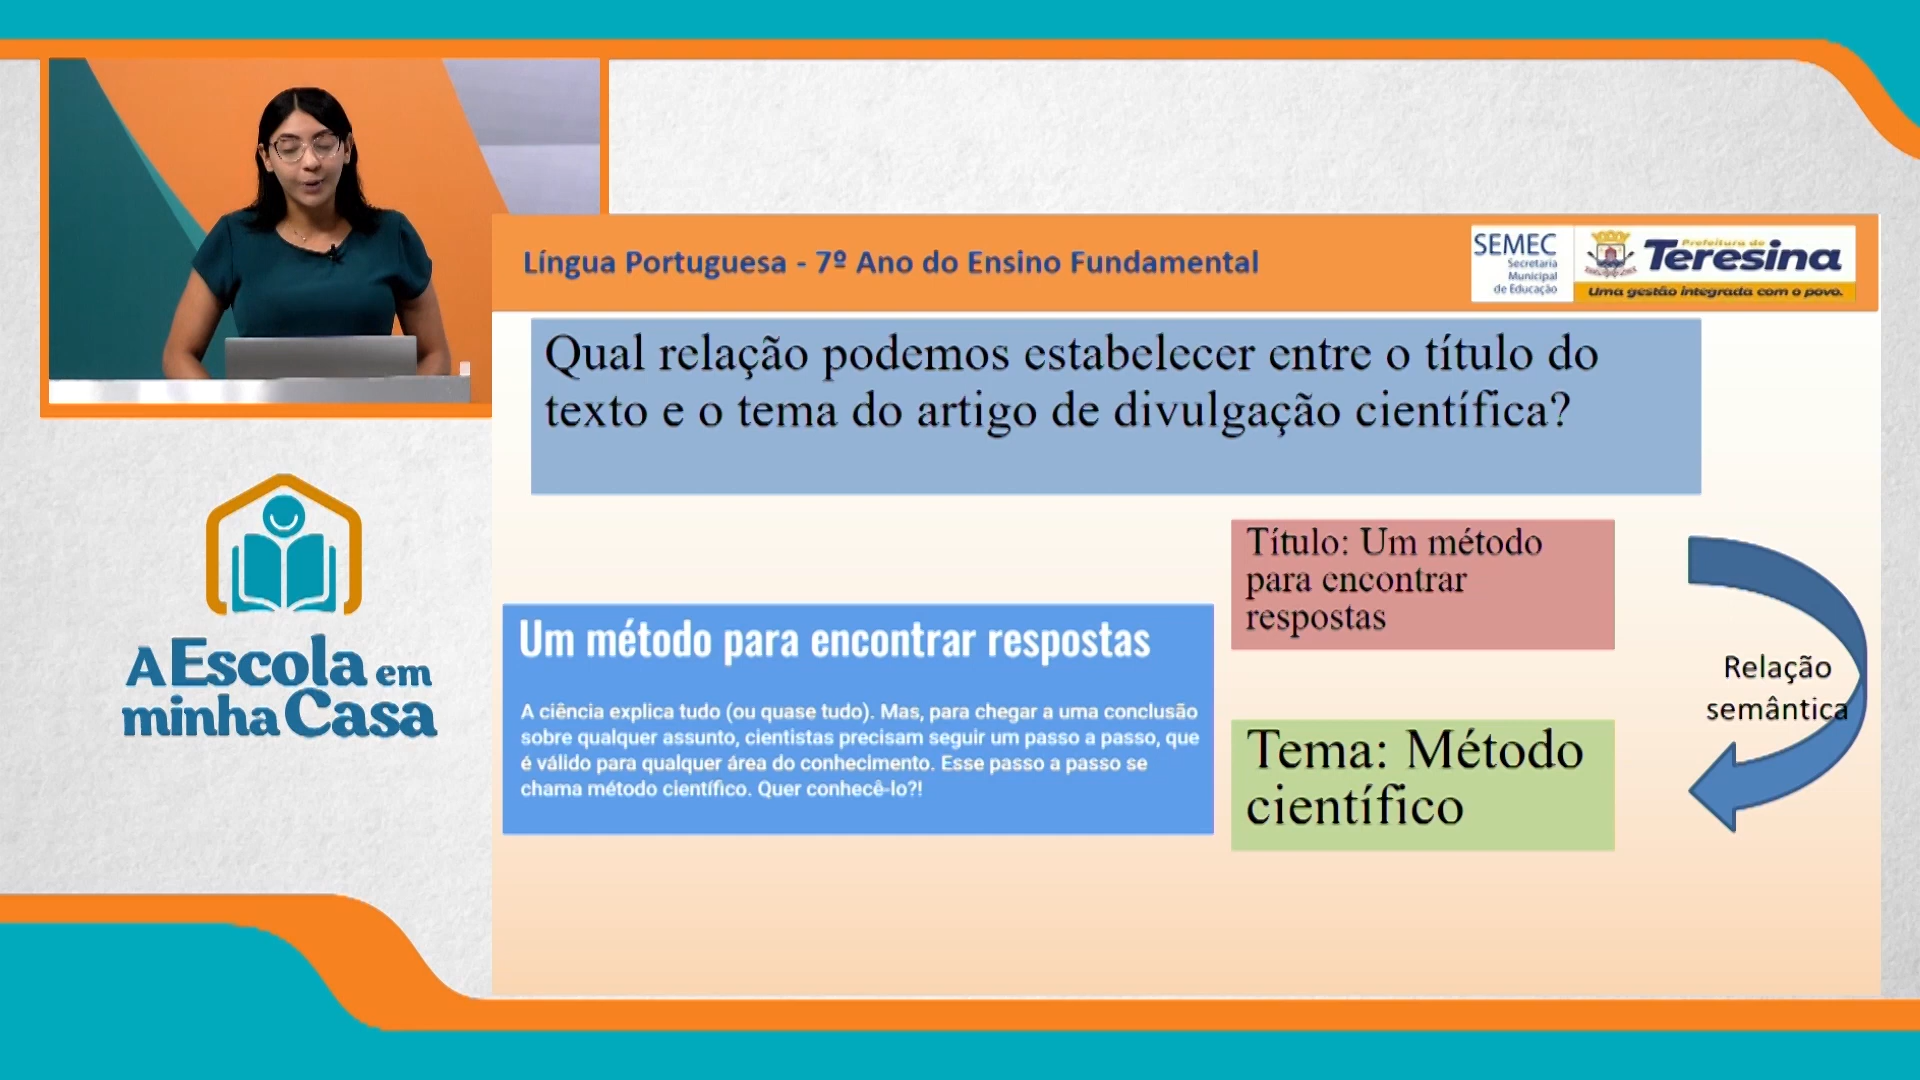 Língua Portuguesa - 7º Ano do Ensino Fundamental
SEMEC
Secretaria
Municipal
de Educação
Prefeitura de
Teresina
Uma gestão integrada com o povo.
Qual relação podemos estabelecer entre o título do
texto e o tema do artigo de divulgação científica?
Título: Um método
para encontrar
respostas
Um método para encontrar respostas
A ciência explica tudo (ou quase tudo). Mas, para chegar a uma conclusão
sobre qualquer assunto, cientistas precisam seguir um passo a passo, que
é válido para qualquer área do conhecimento. Esse passo a passo se
chama método científico. Quer conhecê-lo?!
Relação
semântica
Tema: Método
científico
A Escola em
minha Casa